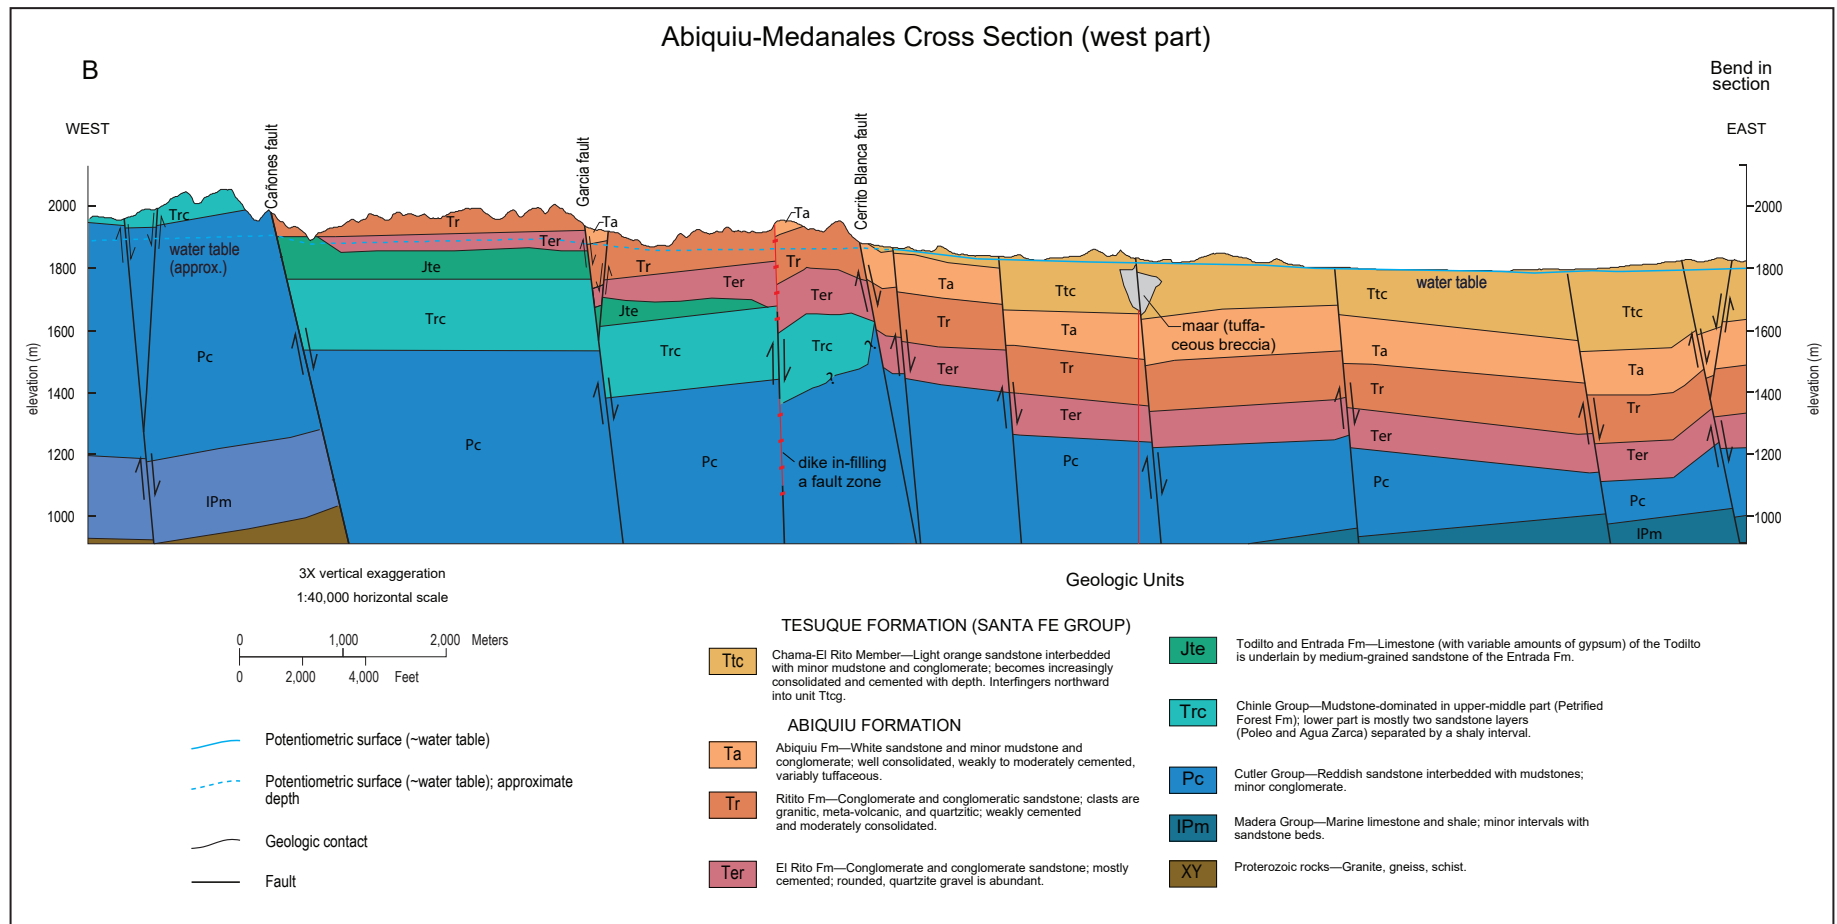 Abiquiu-Medanales Cross Section (west part)
B
Bend in
section
WEST
EAST
Cañones fault
Garcia fault
Cerrito Blanca fault
2000
1800
1600
1400
1200
1000
elevation (m)
2000
1800
1600
1400
1200
1000
elevation (m)
Trc
water table
(approx.)
Pc
IPm
Tr
Ter
Jte
Trc
Pc
Ta
Tr
Ter
Jte
Trc
Pc
Ta
Tr
Ter
Trc
?
?
dike in-filling
a fault zone
Ta
Tr
Ter
Ttc
Ta
Tr
Ter
Pc
maar (tuffa-
ceous breccia)
water table
Ttc
Ta
Tr
Ter
Pc
Ttc
Ta
Tr
Ter
Pc
IPm
3X vertical exaggeration
1:40,000 horizontal scale
0 1,000 2,000 Meters
0 2,000 4,000 Feet
Potentiometric surface (~water table)
Potentiometric surface (~water table); approximate
depth
Geologic contact
Fault
Geologic Units
TESUQUE FORMATION (SANTA FE GROUP)
Ttc
Chama-El Rito Member—Light orange sandstone interbedded
with minor mudstone and conglomerate; becomes increasingly
consolidated and cemented with depth. Interfingers northward
into unit Ttcg.
ABIQUIU FORMATION
Ta
Abiquiu Fm—White sandstone and minor mudstone and
conglomerate; well consolidated, weakly to moderately cemented,
variably tuffaceous.
Tr
Ritito Fm—Conglomerate and conglomeratic sandstone; clasts are
granitic, meta-volcanic, and quartzitic; weakly cemented
and moderately consolidated.
Ter
El Rito Fm—Conglomerate and conglomerate sandstone; mostly
cemented; rounded, quartzite gravel is abundant.
Jte
Todilto and Entrada Fm—Limestone (with variable amounts of gypsum) of the Todilto
is underlain by medium-grained sandstone of the Entrada Fm.
Trc
Chinle Group—Mudstone-dominated in upper-middle part (Petrified
Forest Fm); lower part is mostly two sandstone layers
(Poleo and Agua Zarca) separated by a shaly interval.
Pc
Cutler Group—Reddish sandstone interbedded with mudstones;
minor conglomerate.
IPm
Madera Group—Marine limestone and shale; minor intervals with
sandstone beds.
XY
Proterozoic rocks—Granite, gneiss, schist.